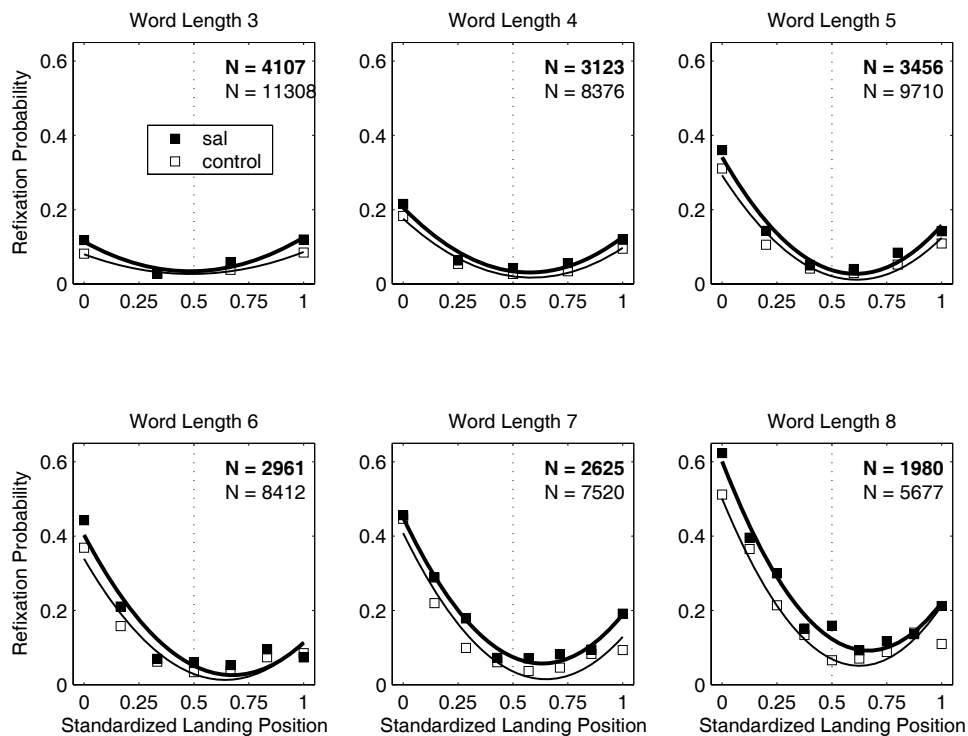 Word Length 3
Word Length 4
Word Length 5
Refixation Probability
0.6
0.4
0.2
0
N = 4107
N = 11308
sal
control
0 0.25 0.5 0.75 1
0.6
0.4
0.2
0
N = 3123
N = 8376
0 0.25 0.5 0.75 1
0.6
0.4
0.2
0
N = 3456
N = 9710
0 0.25 0.5 0.75 1
Word Length 6
Word Length 7
Word Length 8
Refixation Probability
0.6
0.4
0.2
0
N = 2961
N = 8412
0 0.25 0.5 0.75 1
Standardized Landing Position
0.6
0.4
0.2
0
N = 2625
N = 7520
0 0.25 0.5 0.75 1
Standardized Landing Position
0.6
0.4
0.2
0
N = 1980
N = 5677
0 0.25 0.5 0.75 1
Standardized Landing Position